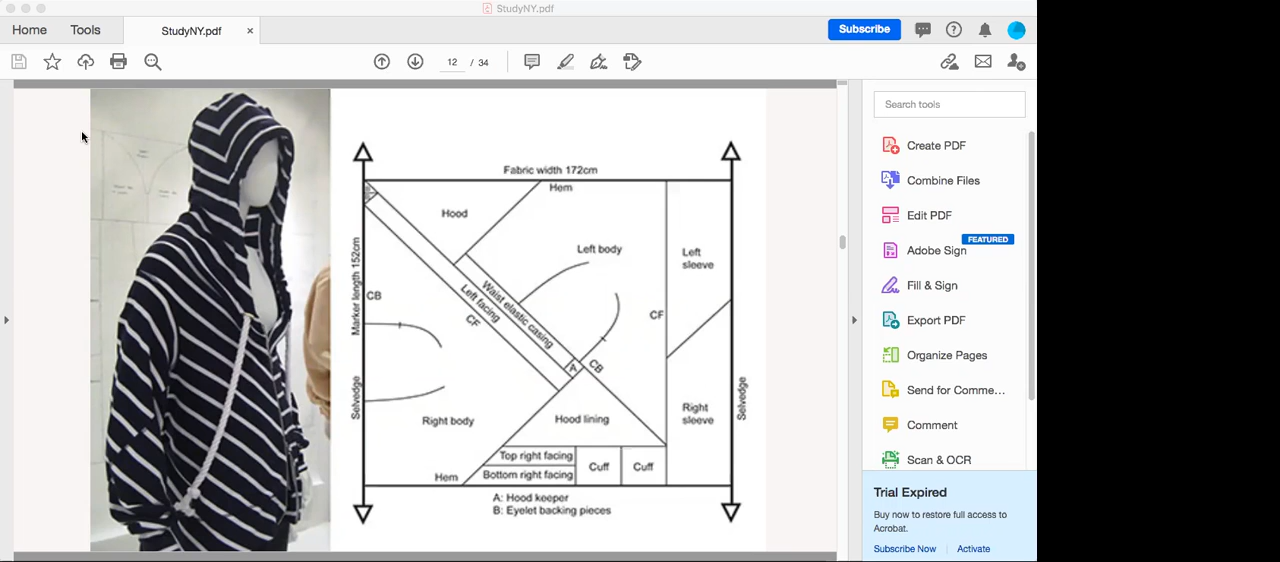 StudyNY.pdf
Home
Tools
StudyNY.pdf
×
Subscribe
12 / 34
Search tools
Create PDF
Combine Files
Edit PDF
FEATURED
Adobe Sign
Fill & Sign
Export PDF
Organize Pages
Send for Comme...
Comment
Scan & OCR
Trial Expired
Buy now to restore full access to
Acrobat.
Subscribe Now
Activate
Fabric width 172cm
Hem
Hood
Left body
Left
sleeve
Marker length 152cm
CB
Waist elastic casing
Left facing
CF
CF
A
CB
Selvedge
Selvedge
Right body
Hood lining
Right
sleeve
Top right facing
Cuff
Cuff
Hem
Bottom right facing
A: Hood keeper
B: Eyelet backing pieces